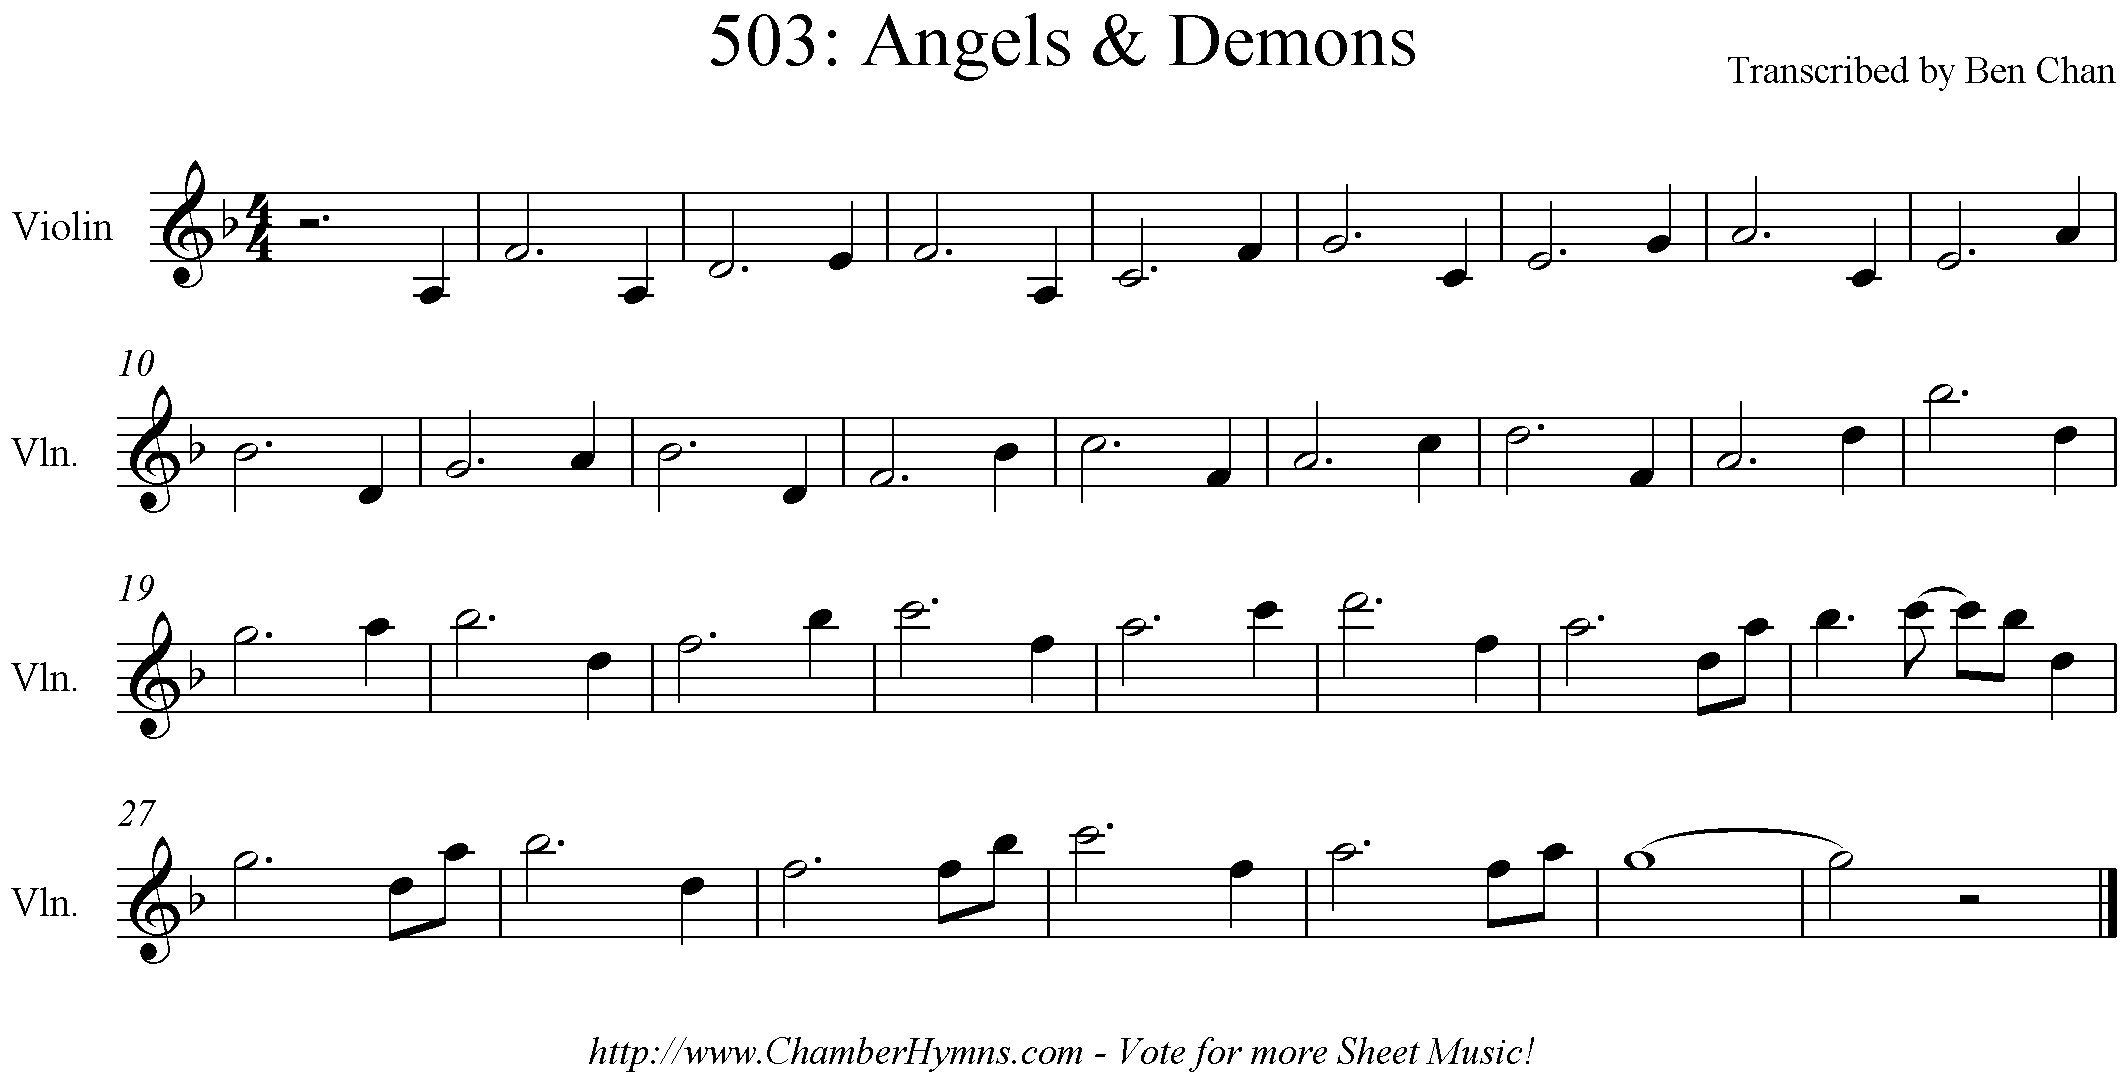 503: Angels & Demons
Transcribed by Ben Chan
Violin
4
4
10
Vln.
19
Vln.
27
Vln.
http://www.ChamberHymns.com - Vote for more Sheet Music!